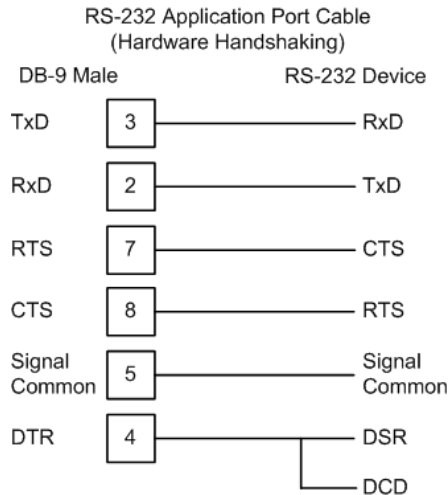 RS-232 Application Port Cable
(Hardware Handshaking)
DB-9 Male RS-232 Device
TxD 3 RxD
RxD 2 TxD
RTS 7 CTS
CTS 8 RTS
Signal
Common 5 Signal
Common
DTR 4 DSR
DCD